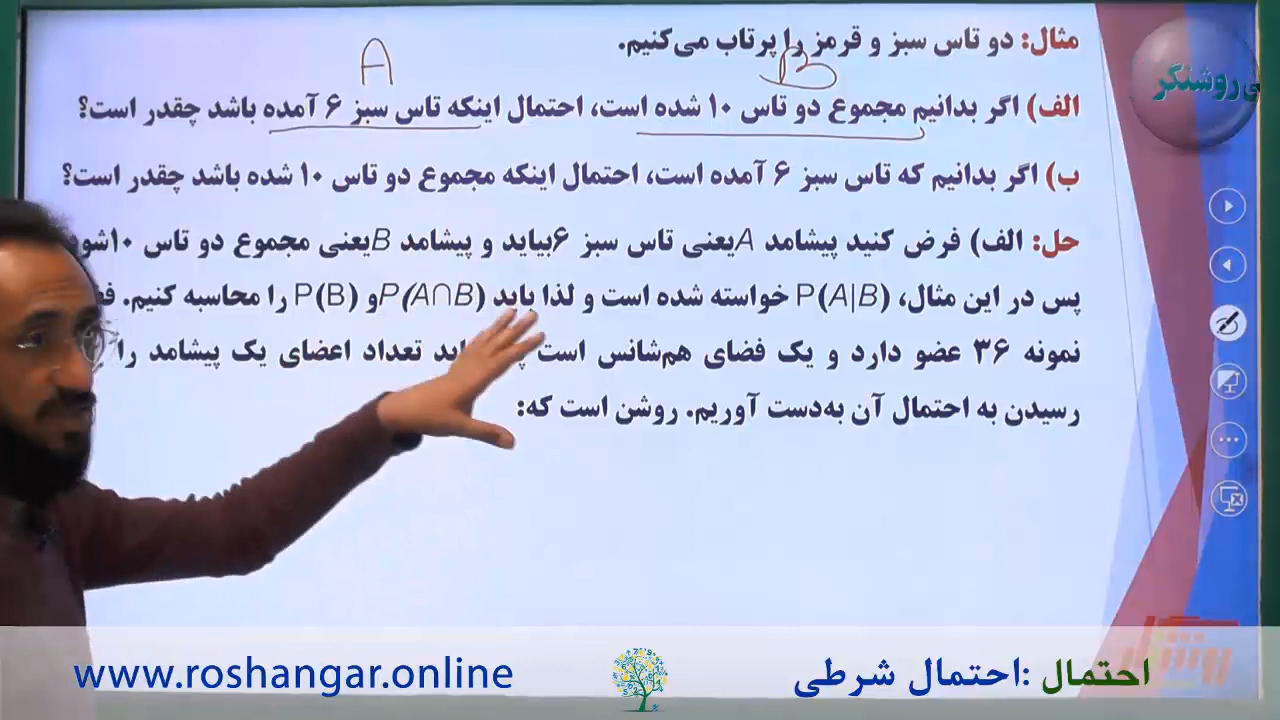 مثال: دو تاس سبز و قرمز را پرتاب می‌کنیم.
A
B
الف) اگر بدانیم مجموع دو تاس ۱۰ شده است، احتمال اینکه تاس سبز ۶ آمده باشد چقدر است؟
ب) اگر بدانیم که تاس سبز ۶ آمده است، احتمال اینکه مجموع دو تاس ۱۰ شده باشد چقدر است؟
حل: الف) فرض کنید پیشامد A یعنی تاس سبز ۶ بیاید و پیشامد B یعنی مجموع دو تاس ۱۰
پس در این مثال، P(A|B) خواسته شده است و لذا باید P(A∩B) و P(B) را محاسبه کنیم.
نمونه ۳۶ عضو دارد و یک فضای هم‌شانس است تعداد اعضای یک پیشامد را
رسیدن به احتمال آن به‌دست آوریم. روشن است که:
روشنگر
www.roshangar.online
احتمال :احتمال شرطی